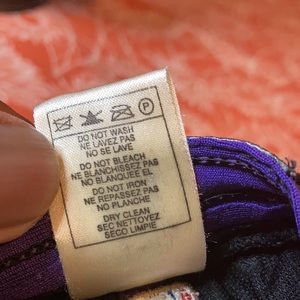 P
DO NOT WASH
NE LAVEZ PAS
NO SE LAVE
DO NOT BLEACH
NE BLANCHISSEZ PAS
NO BLANQUEE EL
DO NOT IRON
NE REPASSEZ PAS
NO PLANCHE
DRY CLEAN
SEC NETTOYES
SECO LIMPIE